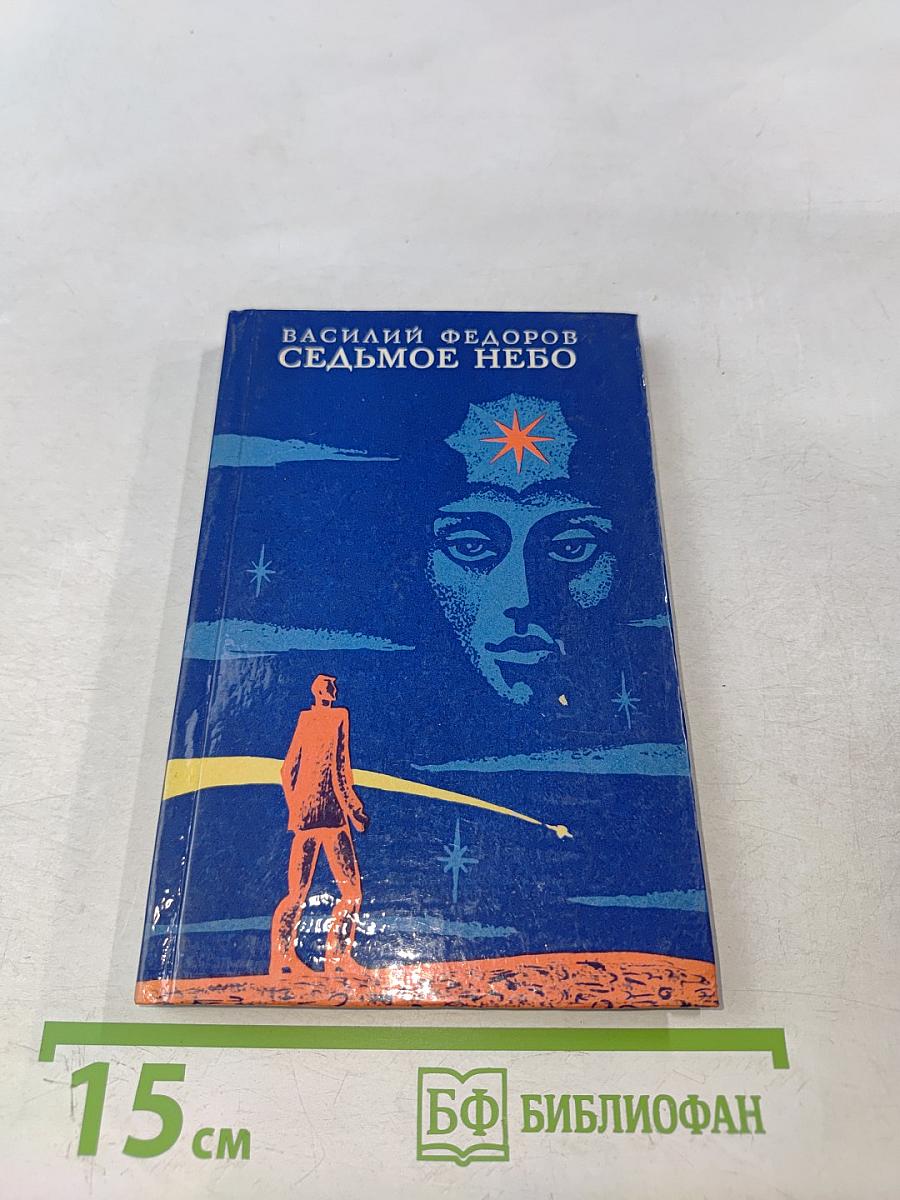 ВАСИЛИЙ ФЕДОРОВ
СЕДЬМОЕ НЕБО
15 см
БФ БИБЛИОФАН